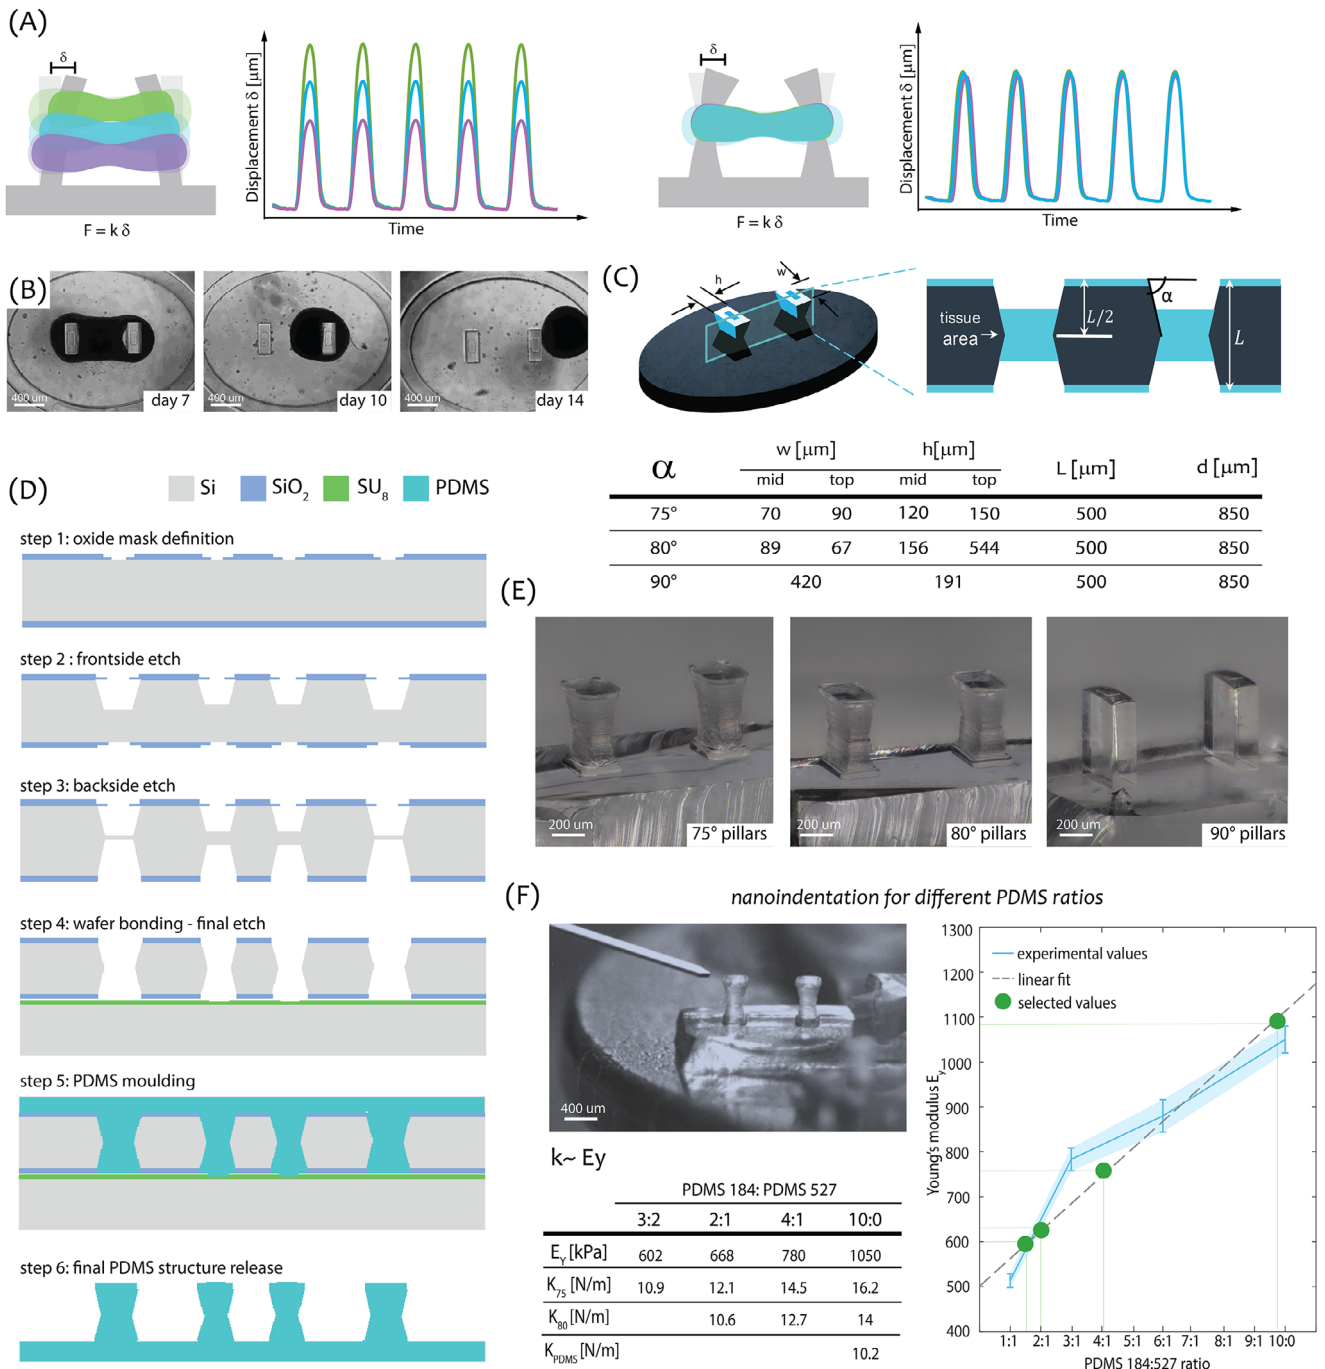 (A)
δ
F = k δ
Displacement δ [μm]
Time
δ
F = k δ
Displacement δ [μm]
Time
(B)
400 um
day 7
400 um
day 10
400 um
day 14
(C)
h
w
tissue
area
L/2
α
L
α w [μm] h[μm] L [μm] d [μm]
mid top mid top
75° 70 90 120 150 500 850
80° 89 67 156 544 500 850
90° 420 191 500 850
(D)
Si SiO2 SU8 PDMS
step 1: oxide mask definition
step 2 : frontside etch
step 3: backside etch
step 4: wafer bonding - final etch
step 5: PDMS moulding
step 6: final PDMS structure release
(E)
200 um
75° pillars
200 um
80° pillars
200 um
90° pillars
(F)
nanoindentation for different PDMS ratios
400 um
k~ Ey
PDMS 184: PDMS 527
3:2 2:1 4:1 10:0
EY [kPa] 602 668 780 1050
K75 [N/m] 10.9 12.1 14.5 16.2
K80 [N/m] 10.6 12.7 14
KPDMS [N/m] 10.2
Young's modulus Ey
1300
1200
1100
1000
900
800
700
600
500
400
experimental values
linear fit
selected values
1:1 2:1 3:1 4:1 5:1 6:1 7:1 8:1 9:1 10:0
PDMS 184:527 ratio